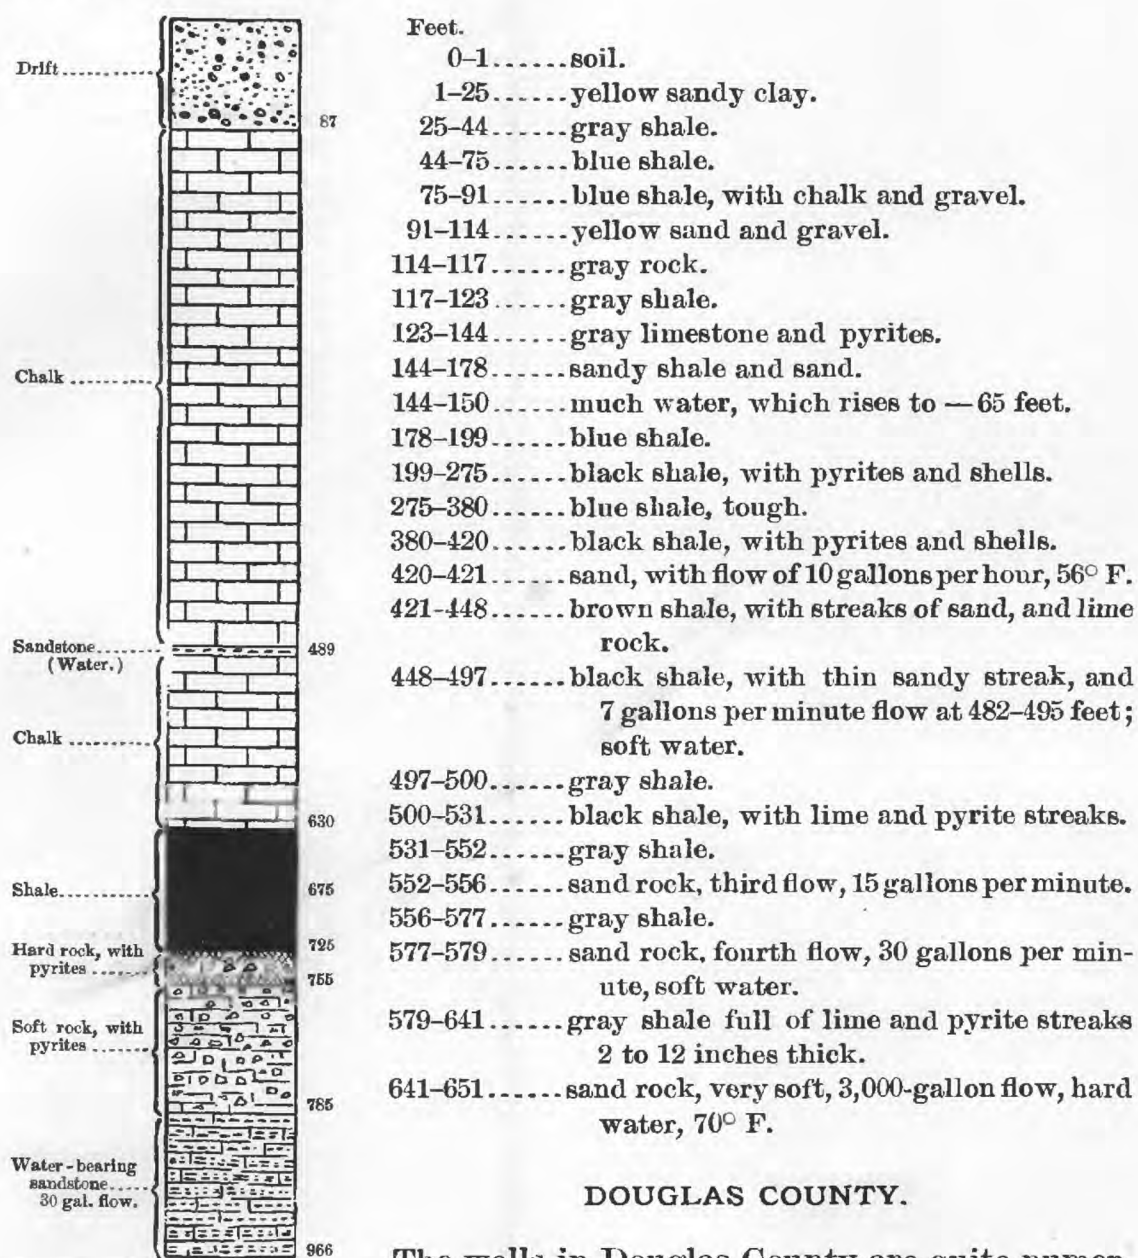 Drift
87
Chalk
Sandstone
(Water.)
489
Chalk
630
Shale
675
725
Hard rock, with
pyrites
755
Soft rock, with
pyrites
785
Water-bearing
sandstone
30 gal. flow.
966
Feet.
0–1......soil.
1–25......yellow sandy clay.
25–44......gray shale.
44–75......blue shale.
75–91......blue shale, with chalk and gravel.
91–114......yellow sand and gravel.
114–117......gray rock.
117–123......gray shale.
123–144......gray limestone and pyrites.
144–178......sandy shale and sand.
144–150......much water, which rises to — 65 feet.
178–199......blue shale.
199–275......black shale, with pyrites and shells.
275–380......blue shale, tough.
380–420......black shale, with pyrites and shells.
420–421......sand, with flow of 10 gallons per hour, 56° F.
421–448......brown shale, with streaks of sand, and lime
rock.
448–497......black shale, with thin sandy streak, and
7 gallons per minute flow at 482–495 feet;
soft water.
497–500......gray shale.
500–531......black shale, with lime and pyrite streaks.
531–552......gray shale.
552–556......sand rock, third flow, 15 gallons per minute.
556–577......gray shale.
577–579......sand rock, fourth flow, 30 gallons per min-
ute, soft water.
579–641......gray shale full of lime and pyrite streaks
2 to 12 inches thick.
641–651......sand rock, very soft, 3,000-gallon flow, hard
water, 70° F.
DOUGLAS COUNTY.
The wells in Douglas County are quite numer-